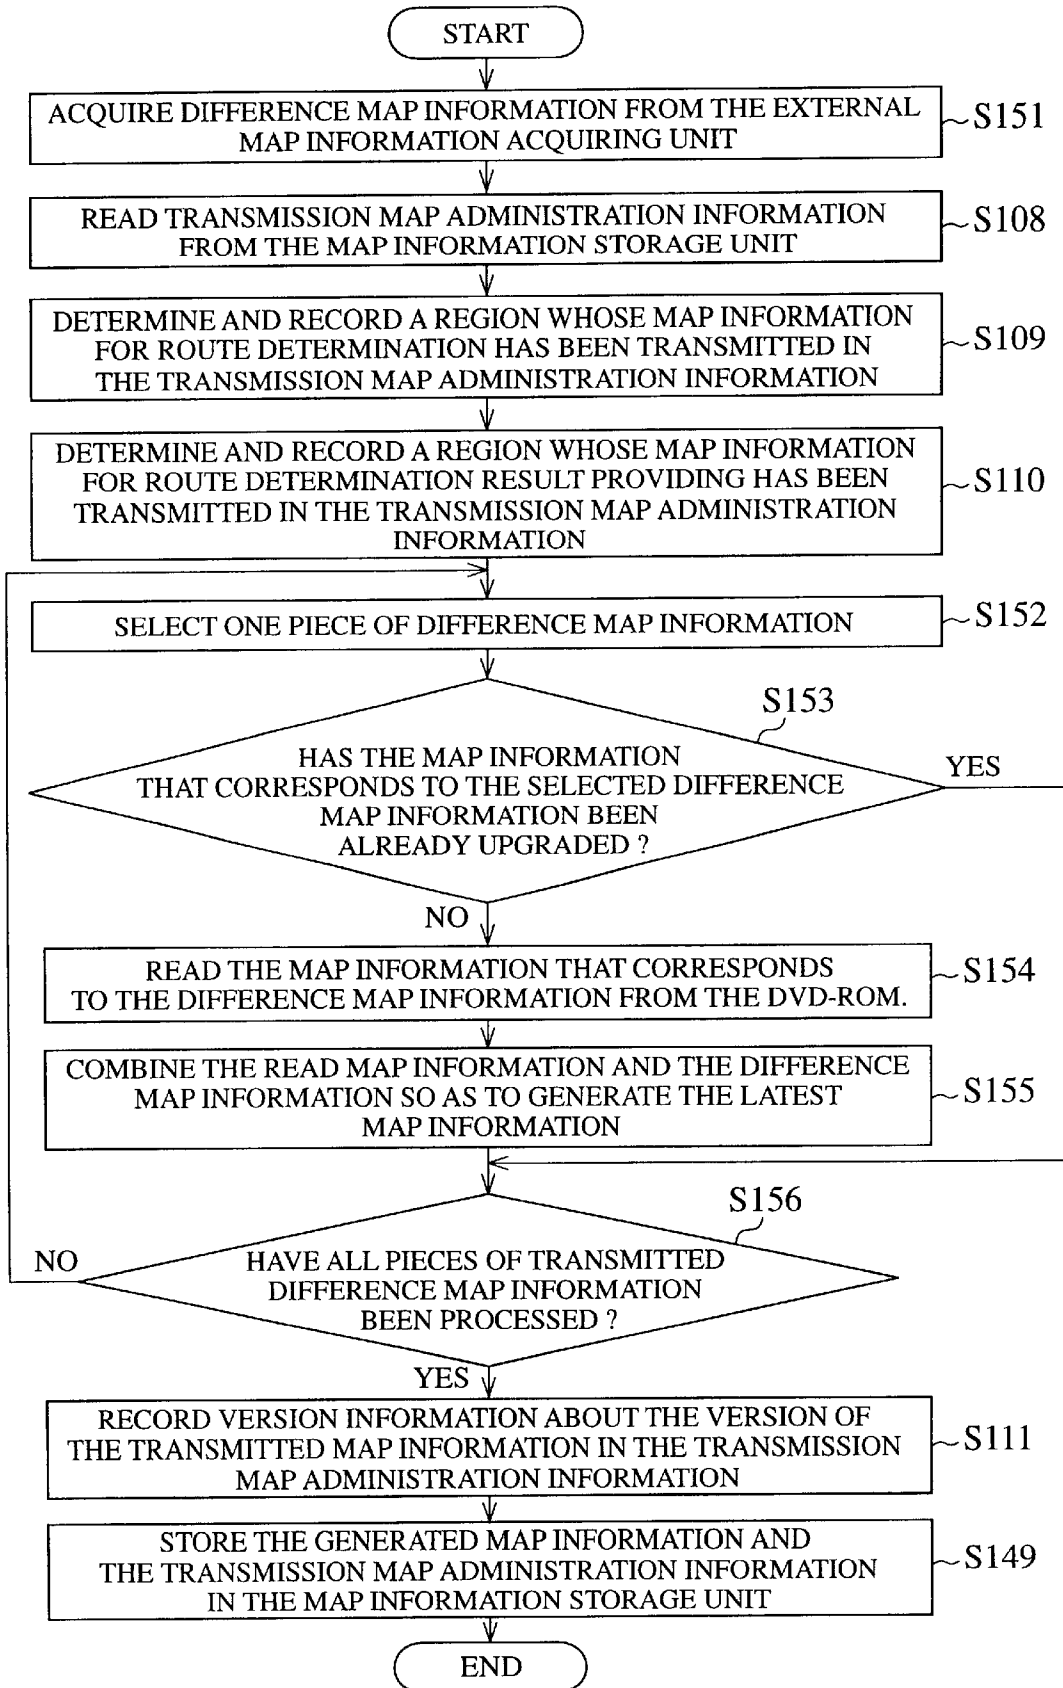 START
ACQUIRE DIFFERENCE MAP INFORMATION FROM THE EXTERNAL
MAP INFORMATION ACQUIRING UNIT
S151
READ TRANSMISSION MAP ADMINISTRATION INFORMATION
FROM THE MAP INFORMATION STORAGE UNIT
S108
DETERMINE AND RECORD A REGION WHOSE MAP INFORMATION
FOR ROUTE DETERMINATION HAS BEEN TRANSMITTED IN
THE TRANSMISSION MAP ADMINISTRATION INFORMATION
S109
DETERMINE AND RECORD A REGION WHOSE MAP INFORMATION
FOR ROUTE DETERMINATION RESULT PROVIDING HAS BEEN
TRANSMITTED IN THE TRANSMISSION MAP ADMINISTRATION
INFORMATION
S110
SELECT ONE PIECE OF DIFFERENCE MAP INFORMATION
S152
S153
HAS THE MAP INFORMATION
THAT CORRESPONDS TO THE SELECTED DIFFERENCE
MAP INFORMATION BEEN
ALREADY UPGRADED ?
YES
NO
READ THE MAP INFORMATION THAT CORRESPONDS
TO THE DIFFERENCE MAP INFORMATION FROM THE DVD-ROM.
S154
COMBINE THE READ MAP INFORMATION AND THE DIFFERENCE
MAP INFORMATION SO AS TO GENERATE THE LATEST
MAP INFORMATION
S155
S156
NO
HAVE ALL PIECES OF TRANSMITTED
DIFFERENCE MAP INFORMATION
BEEN PROCESSED ?
YES
RECORD VERSION INFORMATION ABOUT THE VERSION OF
THE TRANSMITTED MAP INFORMATION IN THE TRANSMISSION
MAP ADMINISTRATION INFORMATION
S111
STORE THE GENERATED MAP INFORMATION AND
THE TRANSMISSION MAP ADMINISTRATION INFORMATION
IN THE MAP INFORMATION STORAGE UNIT
S149
END